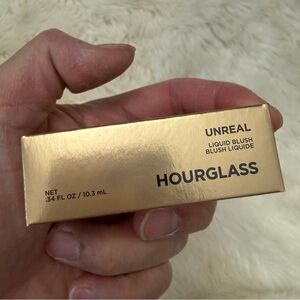 UNREAL
LIQUID BLUSH
BLUSH LIQUIDE
HOURGLASS
NET
.34 FL OZ / 10.3 mL